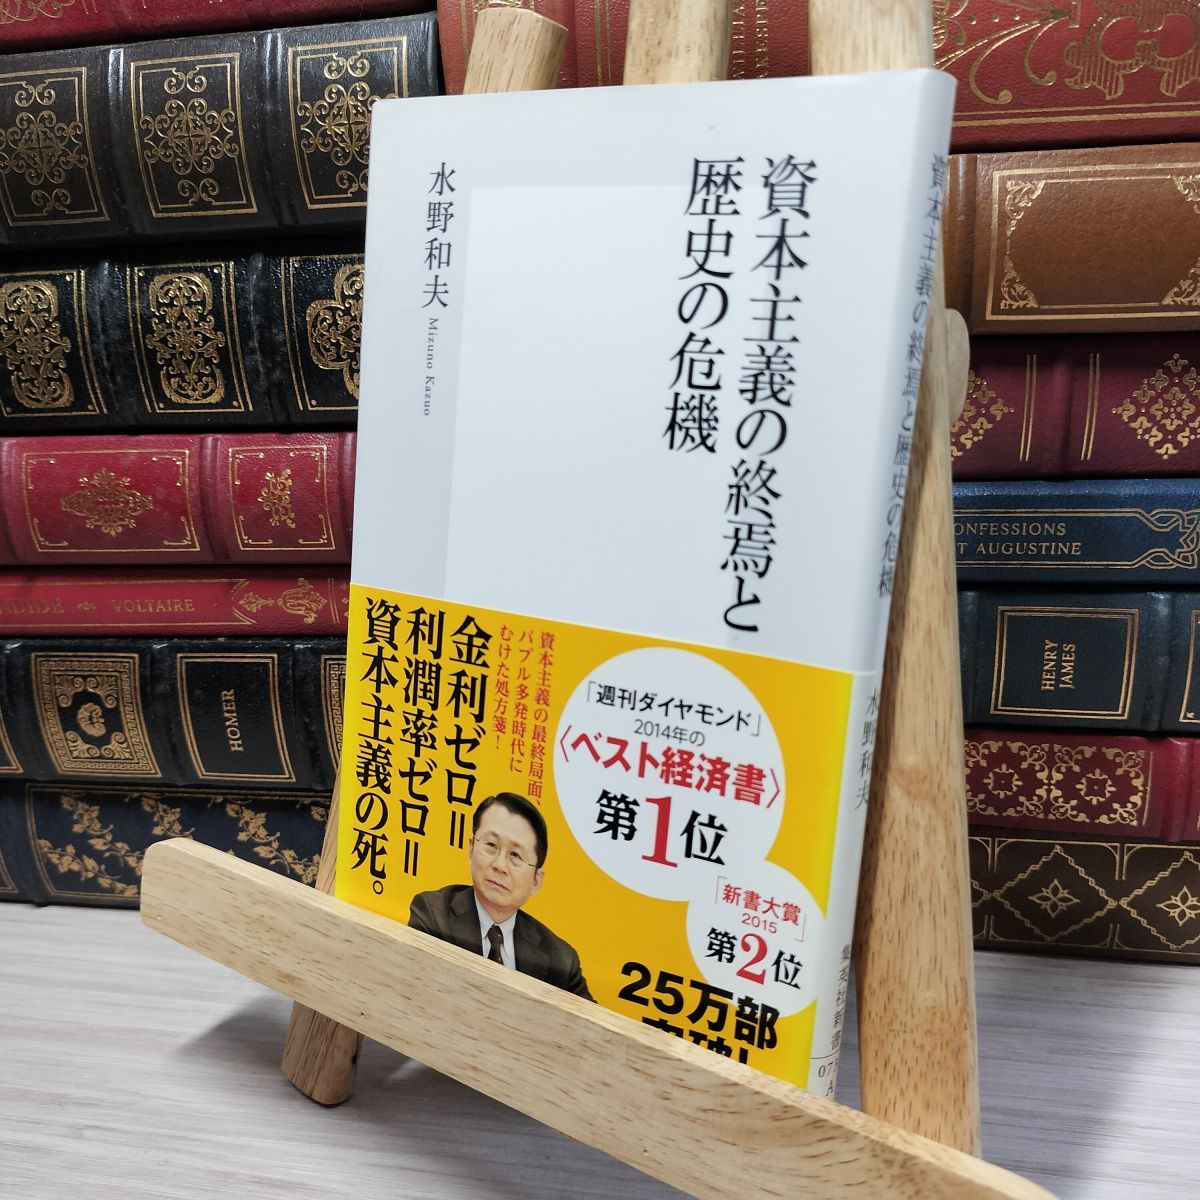 資本主義の終焉と
歴史の危機
水野和夫
Mizuno Kazuo
資本主義の最終局面、
バブル多発時代に
むけた処方箋！
金利ゼロ＝
利潤率ゼロ＝
資本主義の死。
「週刊ダイヤモンド」
2014年の
〈ベスト経済書〉
第1位
「新書大賞」
2015
第2位
25万部
資本主義の終焉と歴史の危機
水野和夫
集英社新書
073
A
CONFESSIONS
AUGUSTINE
HENRY
JAMES
VOLTAIRE
HOMER